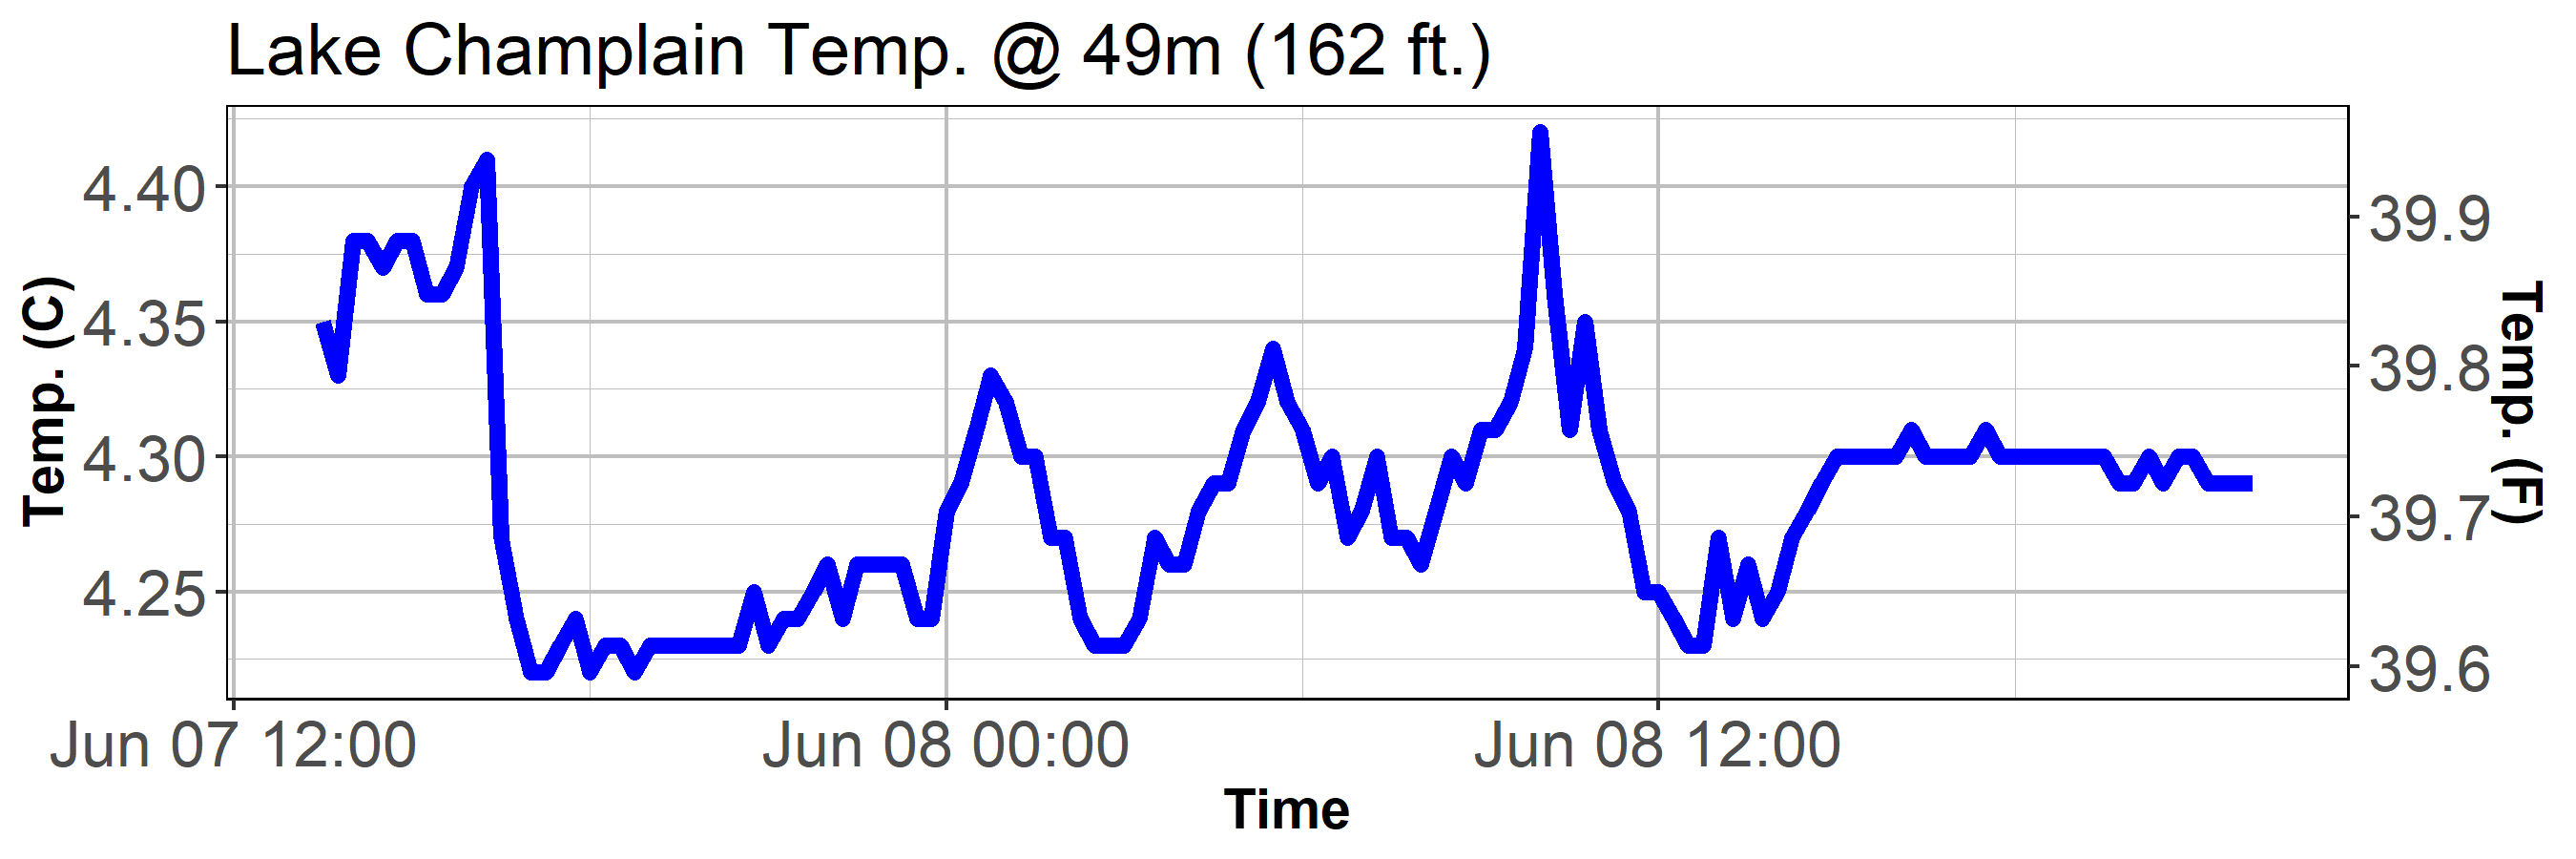 Lake Champlain Temp. @ 49m (162 ft.)
Temp. (C)
4.40
4.35
4.30
4.25
39.9
39.8
39.7
39.6
Temp. (F)
Jun 07 12:00
Jun 08 00:00
Jun 08 12:00
Time